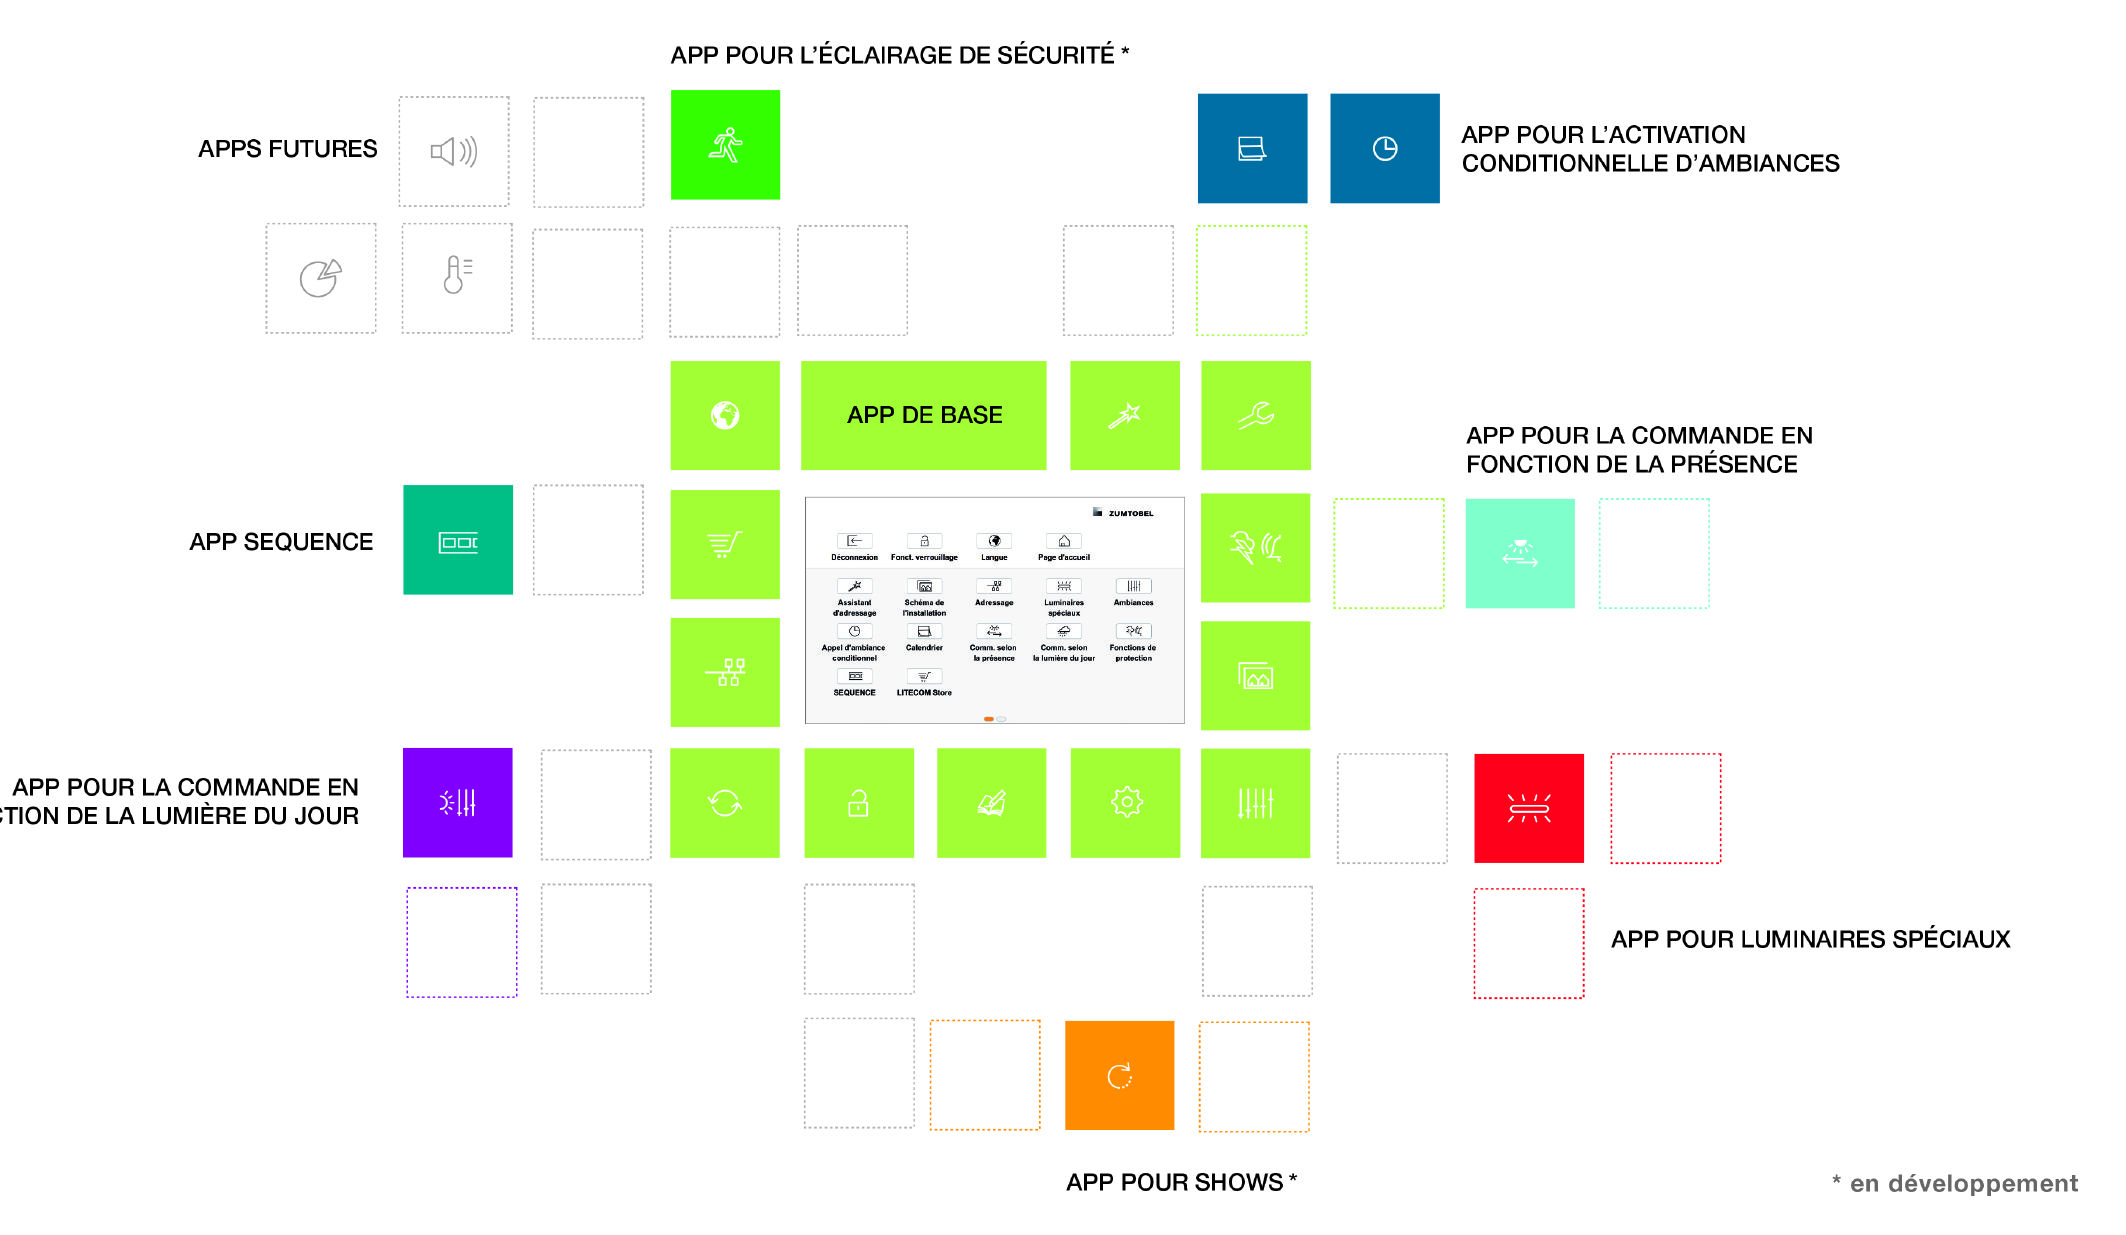 APP POUR L'ÉCLAIRAGE DE SÉCURITÉ *
APPS FUTURES
APP POUR L'ACTIVATION
CONDITIONNELLE D'AMBIANCES
APP DE BASE
APP POUR LA COMMANDE EN
FONCTION DE LA PRÉSENCE
APP SEQUENCE
ZUMTOBEL
Déconnexion Fonct. verrouillage Langue Page d'accueil
Assistant d'adressage
Schéma de l'installation
Adressage
Luminaires spéciaux
Ambiances
Appel d'ambiance conditionnel
Calendrier
Comm. selon la présence
Comm. selon la lumière du jour
Fonctions de protection
SEQUENCE LITECOM Store
APP POUR LA COMMANDE EN
CTION DE LA LUMIÈRE DU JOUR
APP POUR LUMINAIRES SPÉCIAUX
APP POUR SHOWS *
* en développement